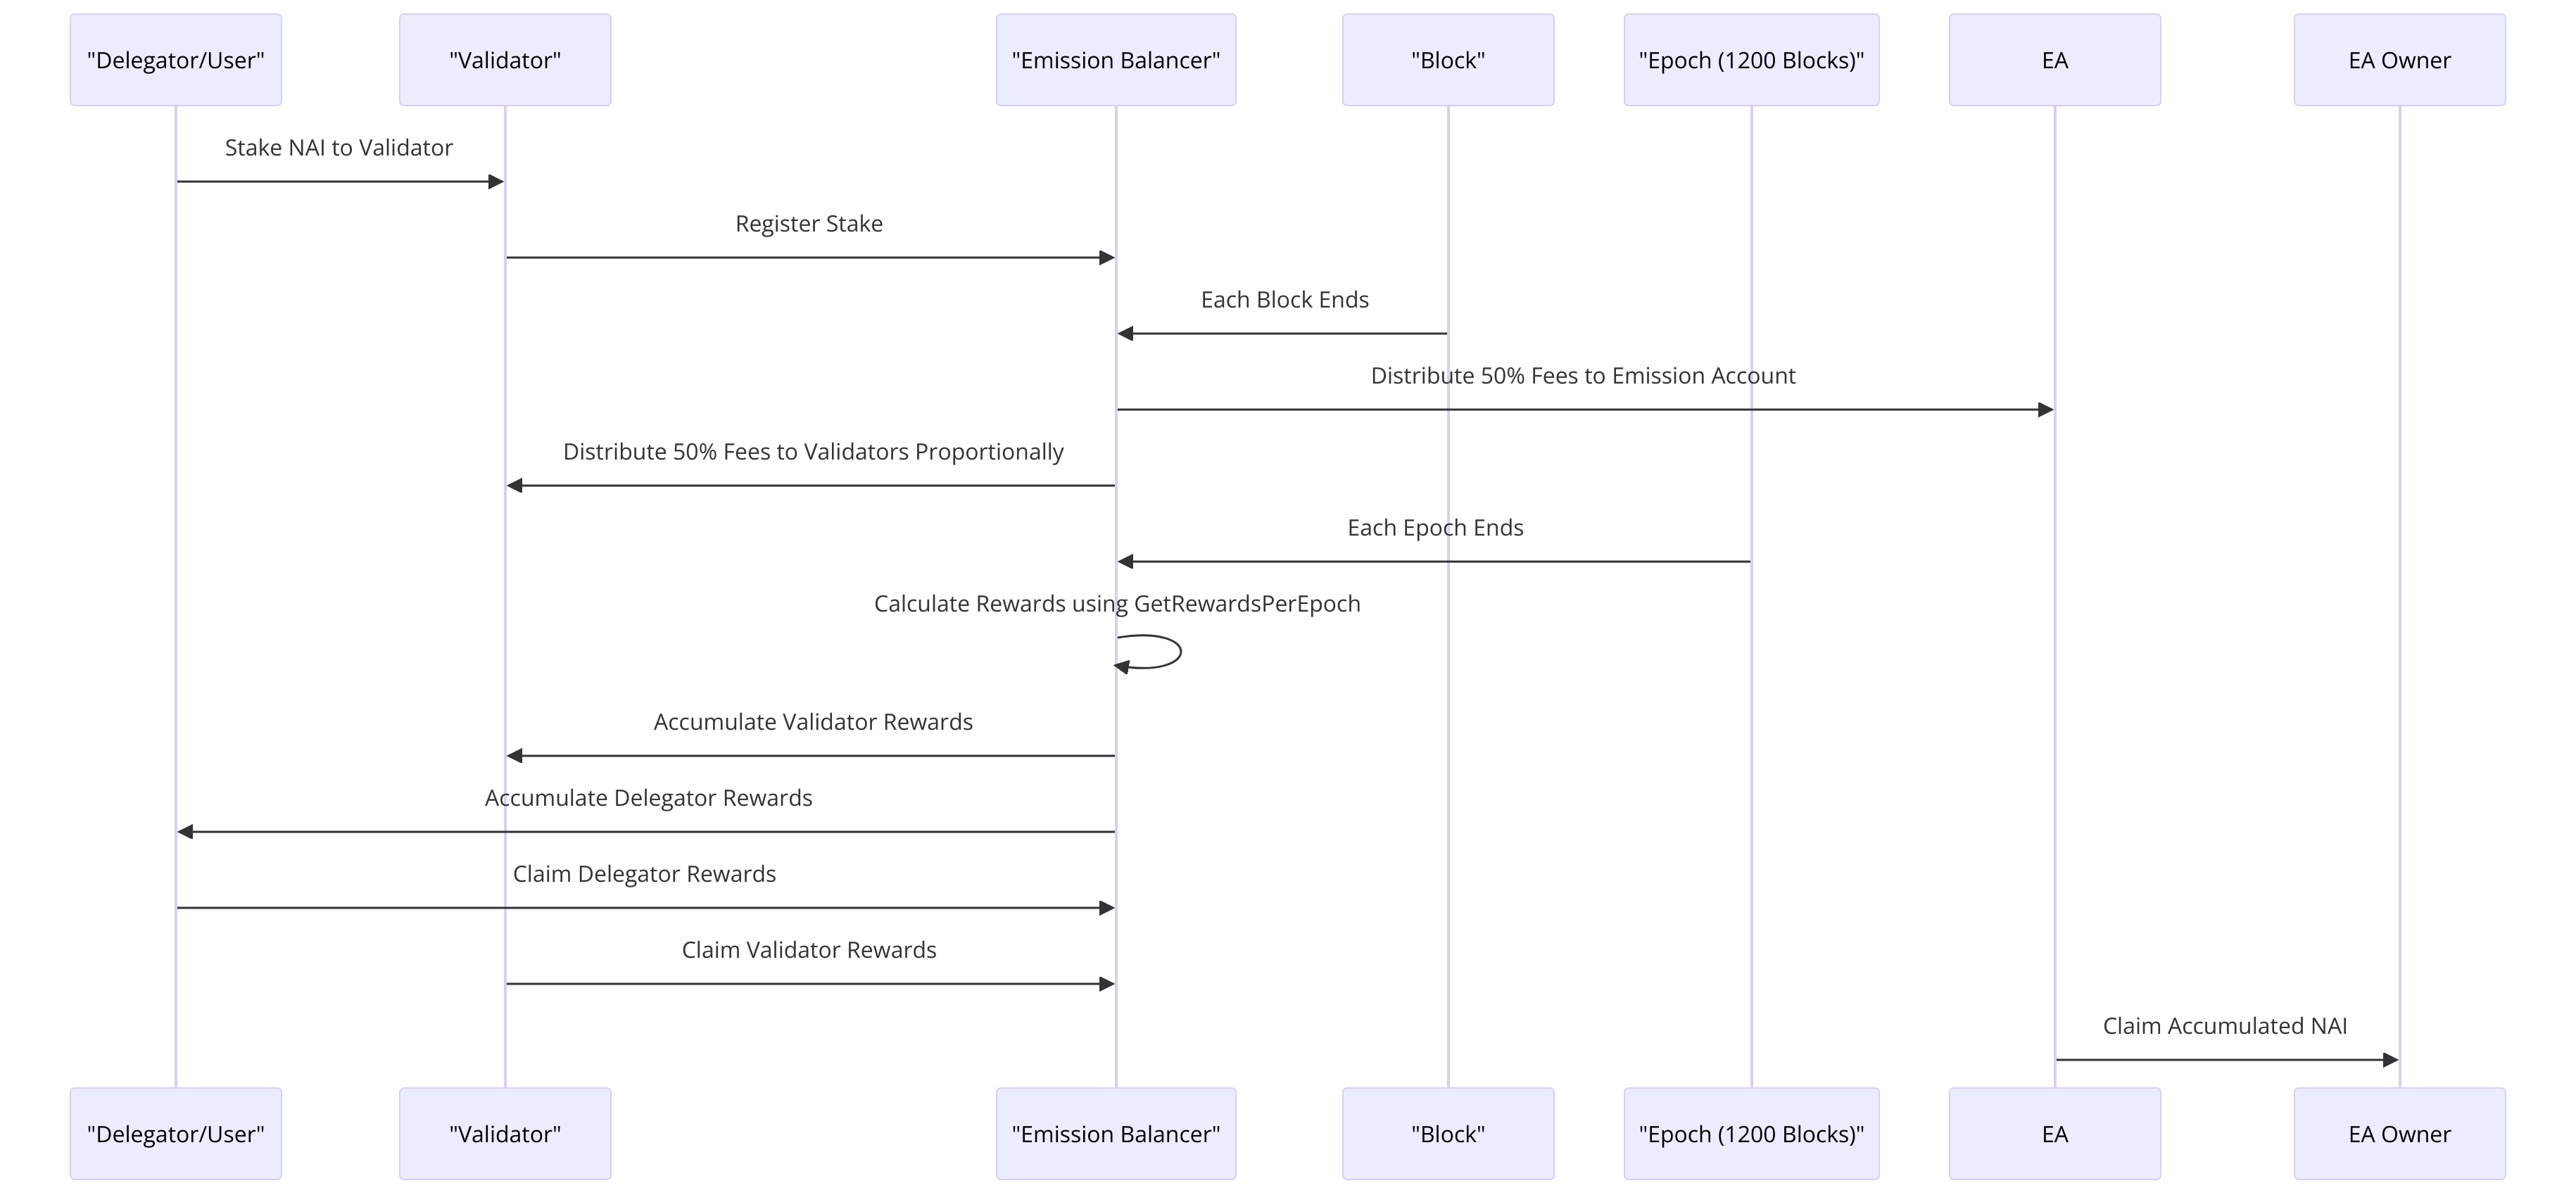 "Delegator/User"
"Validator"
"Emission Balancer"
"Block"
"Epoch (1200 Blocks)"
EA
EA Owner
Stake NAI to Validator
Register Stake
Each Block Ends
Distribute 50% Fees to Emission Account
Distribute 50% Fees to Validators Proportionally
Each Epoch Ends
Calculate Rewards using GetRewardsPerEpoch
Accumulate Validator Rewards
Accumulate Delegator Rewards
Claim Delegator Rewards
Claim Validator Rewards
Claim Accumulated NAI
"Delegator/User"
"Validator"
"Emission Balancer"
"Block"
"Epoch (1200 Blocks)"
EA
EA Owner